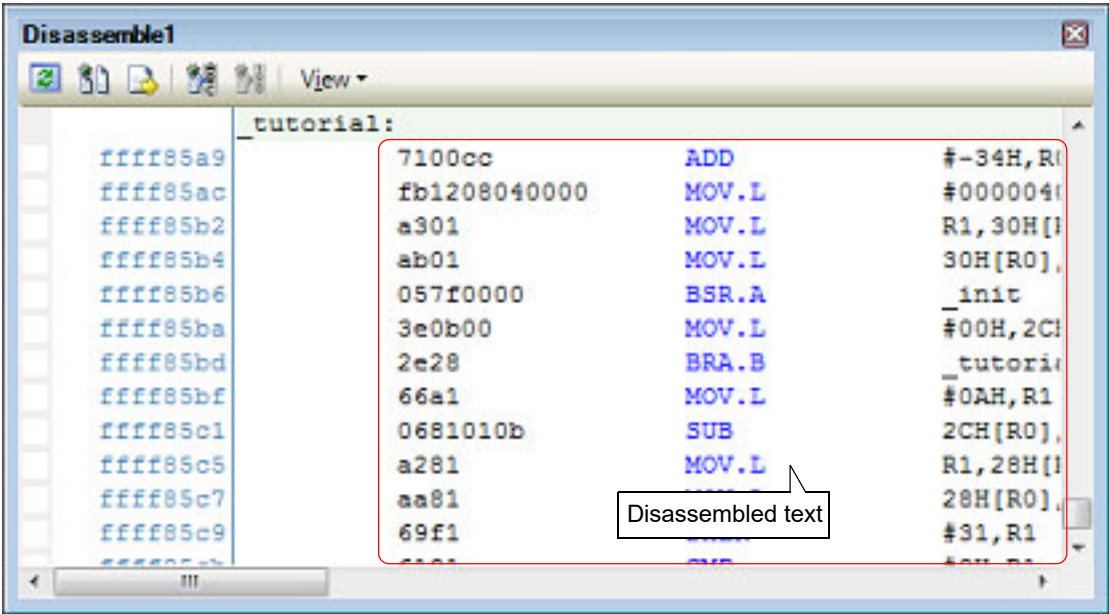 Disassemble1
View
_tutorial:
ffff85a9 7100cc ADD #-34H,R0
ffff85ac fb1208040000 MOV.L #0000040
ffff85b2 a301 MOV.L R1,30H[
ffff85b4 ab01 MOV.L 30H[R0],
ffff85b6 057f0000 BSR.A _init
ffff85ba 3e0b00 MOV.L #00H,2C
ffff85bd 2e28 BRA.B _tutori
ffff85bf 66a1 MOV.L #0AH,R1
ffff85c1 0681010b SUB 2CH[R0],
ffff85c5 a281 MOV.L R1,28H[
ffff85c7 aa81 28H[R0],
Disassembled text
ffff85c9 69f1 #31,R1